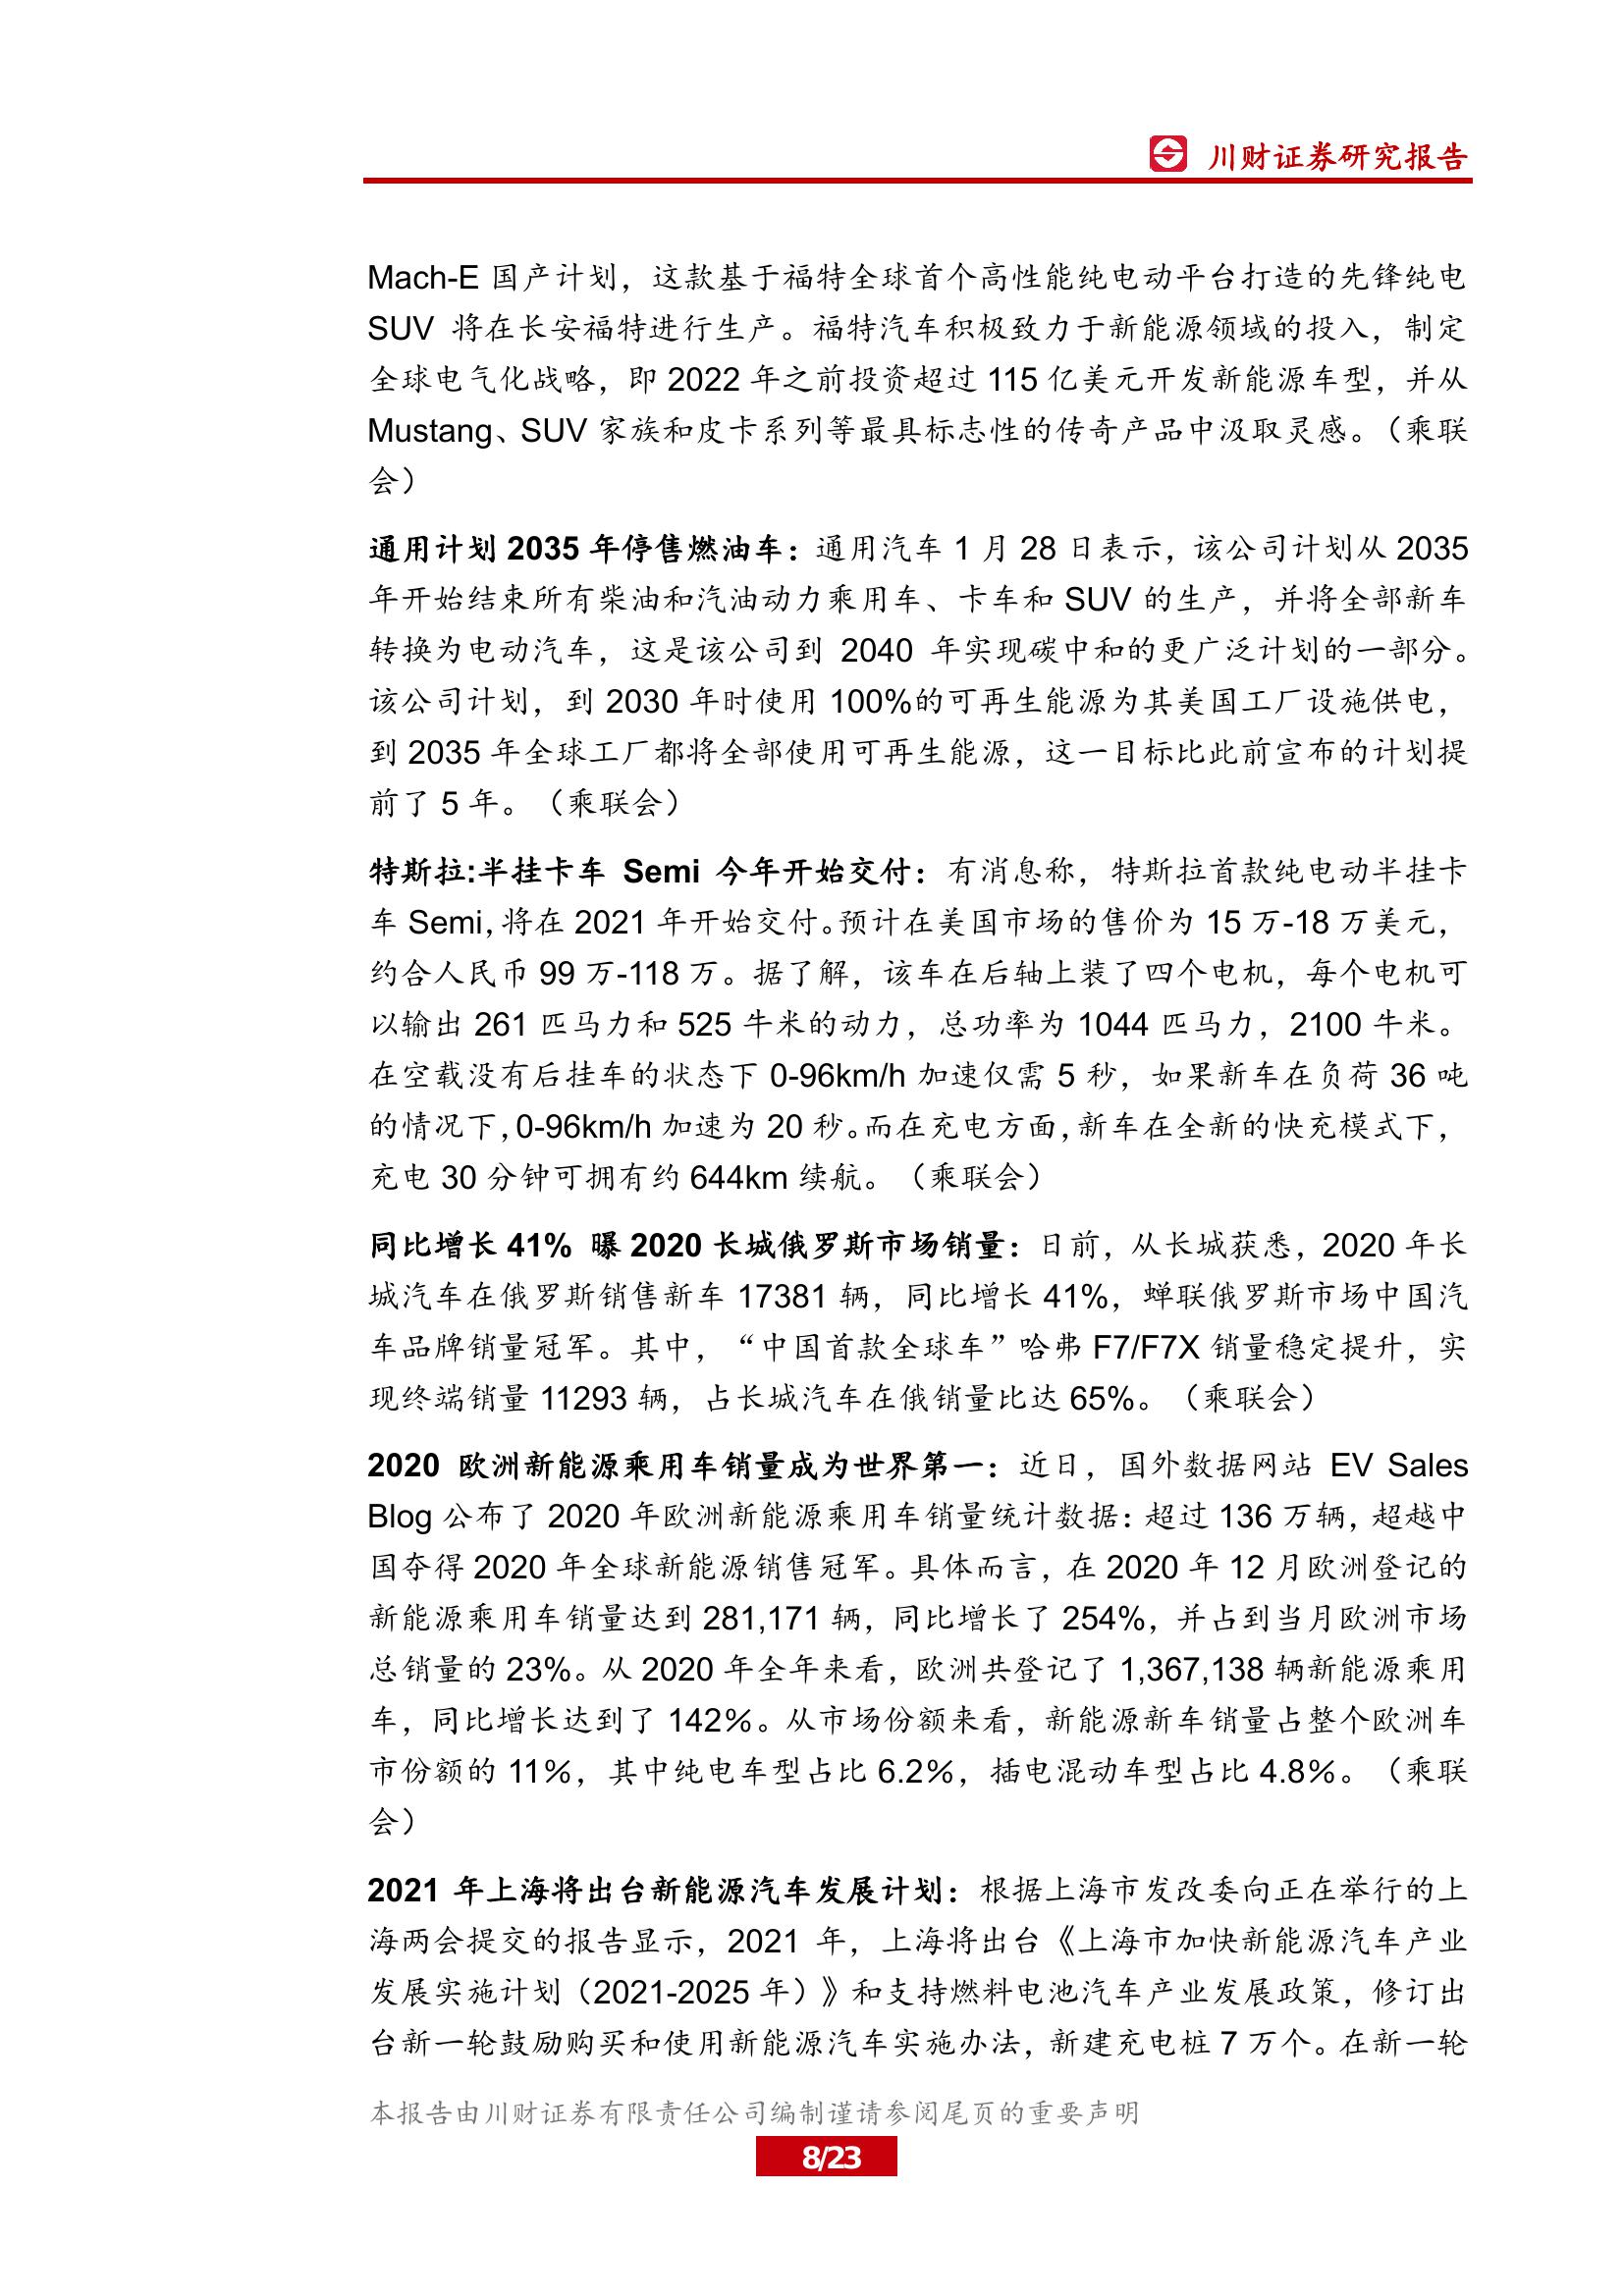 川财证券研究报告
Mach-E 国产计划，这款基于福特全球首个高性能纯电动平台打造的先锋纯电
SUV 将在长安福特进行生产。福特汽车积极致力于新能源领域的投入，制定
全球电气化战略，即 2022 年之前投资超过 115 亿美元开发新能源车型，并从
Mustang、SUV 家族和皮卡系列等最具标志性的传奇产品中汲取灵感。（乘联
会）
通用计划 2035 年停售燃油车：通用汽车 1 月 28 日表示，该公司计划从 2035
年开始结束所有柴油和汽油动力乘用车、卡车和 SUV 的生产，并将全部新车
转换为电动汽车，这是该公司到 2040 年实现碳中和的更广泛计划的一部分。
该公司计划，到 2030 年时使用 100%的可再生能源为其美国工厂设施供电，
到 2035 年全球工厂都将全部使用可再生能源，这一目标比此前宣布的计划提
前了 5 年。（乘联会）
特斯拉:半挂卡车 Semi 今年开始交付：有消息称，特斯拉首款纯电动半挂卡
车 Semi，将在 2021 年开始交付。预计在美国市场的售价为 15 万-18 万美元，
约合人民币 99 万-118 万。据了解，该车在后轴上装了四个电机，每个电机可
以输出 261 匹马力和 525 牛米的动力，总功率为 1044 匹马力，2100 牛米。
在空载没有后挂车的状态下 0-96km/h 加速仅需 5 秒，如果新车在负荷 36 吨
的情况下，0-96km/h 加速为 20 秒。而在充电方面，新车在全新的快充模式下，
充电 30 分钟可拥有约 644km 续航。（乘联会）
同比增长 41% 曝 2020 长城俄罗斯市场销量：日前，从长城获悉，2020 年长
城汽车在俄罗斯销售新车 17381 辆，同比增长 41%，蝉联俄罗斯市场中国汽
车品牌销量冠军。其中，“中国首款全球车”哈弗 F7/F7X 销量稳定提升，实
现终端销量 11293 辆，占长城汽车在俄销量比达 65%。（乘联会）
2020 欧洲新能源乘用车销量成为世界第一：近日，国外数据网站 EV Sales
Blog 公布了 2020 年欧洲新能源乘用车销量统计数据：超过 136 万辆，超越中
国夺得 2020 年全球新能源销售冠军。具体而言，在 2020 年 12 月欧洲登记的
新能源乘用车销量达到 281,171 辆，同比增长了 254%，并占到当月欧洲市场
总销量的 23%。从 2020 年全年来看，欧洲共登记了 1,367,138 辆新能源乘用
车，同比增长达到了 142％。从市场份额来看，新能源新车销量占整个欧洲车
市份额的 11％，其中纯电车型占比 6.2％，插电混动车型占比 4.8％。（乘联
会）
2021 年上海将出台新能源汽车发展计划：根据上海市发改委向正在举行的上
海两会提交的报告显示，2021 年，上海将出台《上海市加快新能源汽车产业
发展实施计划（2021-2025 年）》和支持燃料电池汽车产业发展政策，修订出
台新一轮鼓励购买和使用新能源汽车实施办法，新建充电桩 7 万个。在新一轮
本报告由川财证券有限责任公司编制谨请参阅尾页的重要声明
8/23